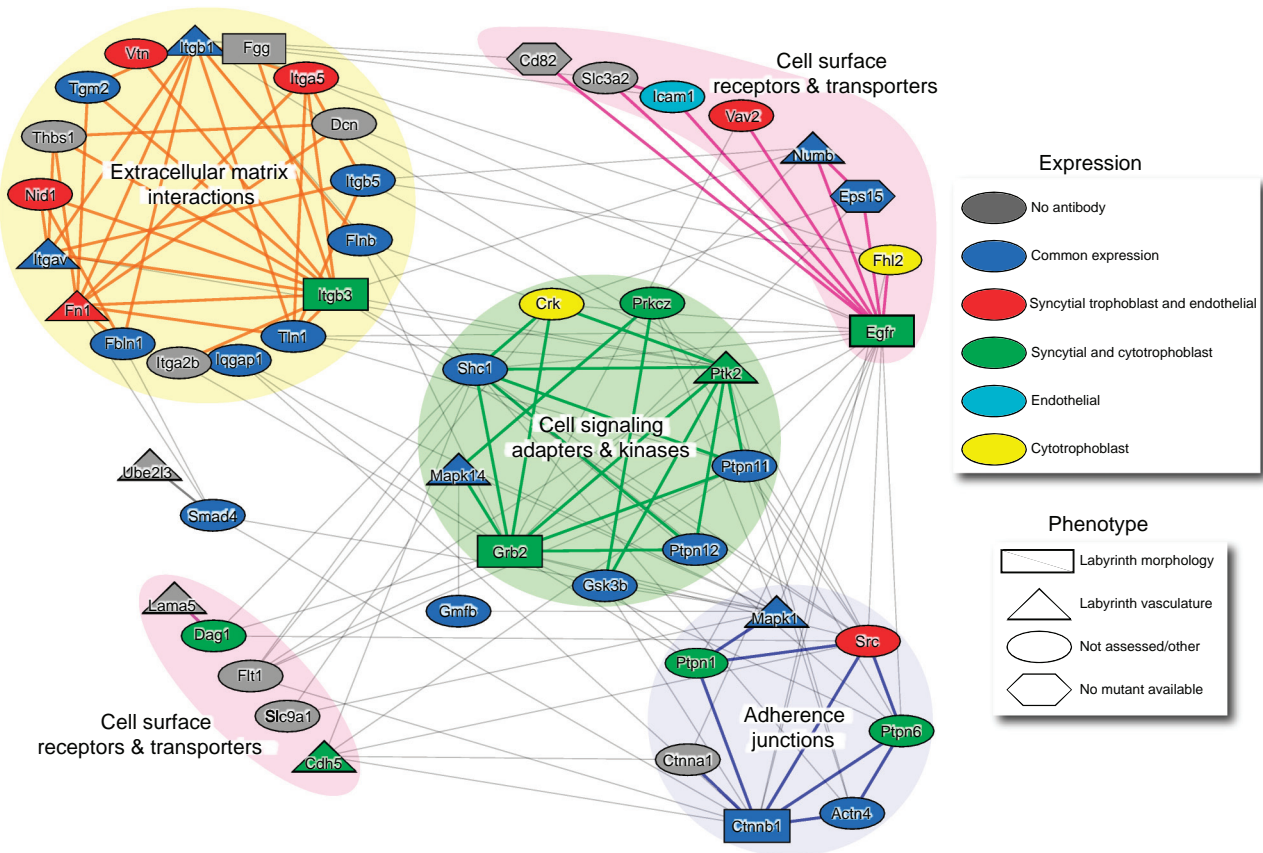 Vtn
Itgb1
Fgg
Itga5
Tgm2
Dcn
Thbs1
Extracellular matrix
interactions
Itgb5
Nid1
Flnb
Itgav
Itgb3
Fn1
Tln1
Fbln1
Itga2b
Iqgap1
Cd82
Slc3a2
Icam1
Vav2
Cell surface
receptors & transporters
Numb
Eps15
Fhl2
Egfr
Crk
Prkcz
Shc1
Ptk2
Cell signaling
adapters & kinases
Mapk14
Ptpn11
Grb2
Ptpn12
Gsk3b
Ube2l3
Smad4
Gmfb
Lama5
Dag1
Flt1
Slc9a1
Cdh5
Cell surface
receptors & transporters
Mapk1
Src
Ptpn1
Adherence
junctions
Ptpn6
Ctnna1
Ctnnb1
Actn4
Expression
No antibody
Common expression
Syncytial trophoblast and endothelial
Syncytial and cytotrophoblast
Endothelial
Cytotrophoblast
Phenotype
Labyrinth morphology
Labyrinth vasculature
Not assessed/other
No mutant available